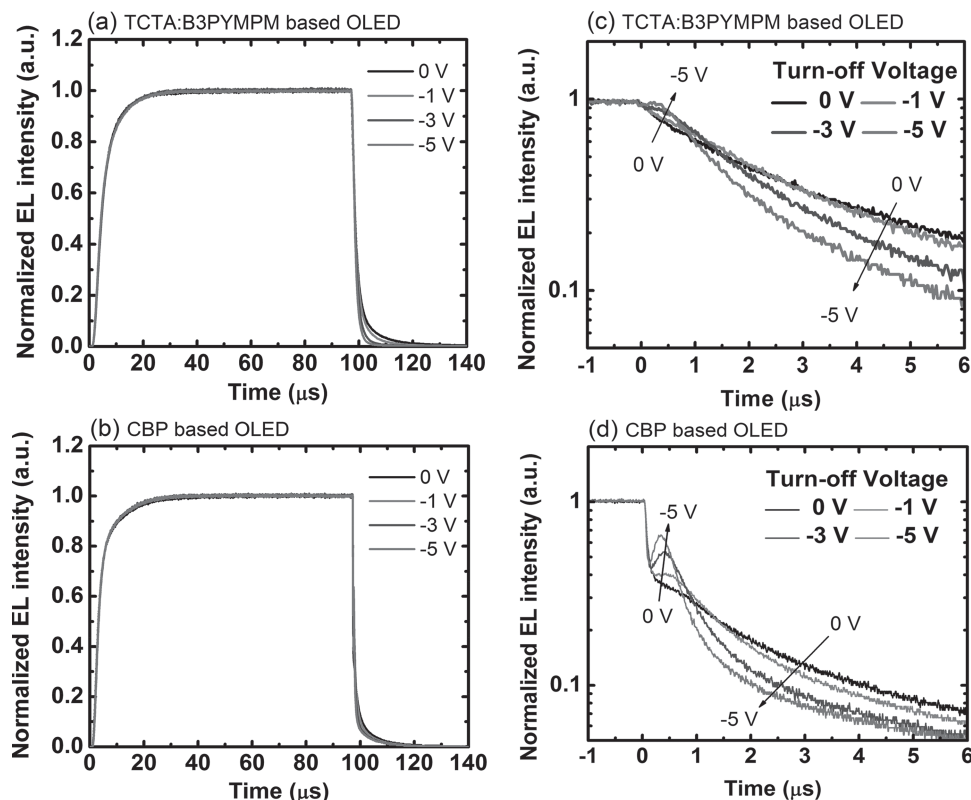 (a) TCTA:B3PYMPM based OLED
Normalized EL intensity (a.u.)
1.2
1.0
0.8
0.6
0.4
0.2
0.0
0 V
-1 V
-3 V
-5 V
0 20 40 60 80 100 120 140
Time (μs)
(b) CBP based OLED
Normalized EL intensity (a.u.)
1.2
1.0
0.8
0.6
0.4
0.2
0.0
0 V
-1 V
-3 V
-5 V
0 20 40 60 80 100 120 140
Time (μs)
(c) TCTA:B3PYMPM based OLED
Normalized EL intensity (a.u.)
1
0.1
Turn-off Voltage
0 V -1 V
-3 V -5 V
-5 V
0 V
0 V
-5 V
-1 0 1 2 3 4 5 6
Time (μs)
(d) CBP based OLED
Normalized EL intensity (a.u.)
1
0.1
Turn-off Voltage
0 V -1 V
-3 V -5 V
-5 V
0 V
0 V
-5 V
-1 0 1 2 3 4 5 6
Time (μs)